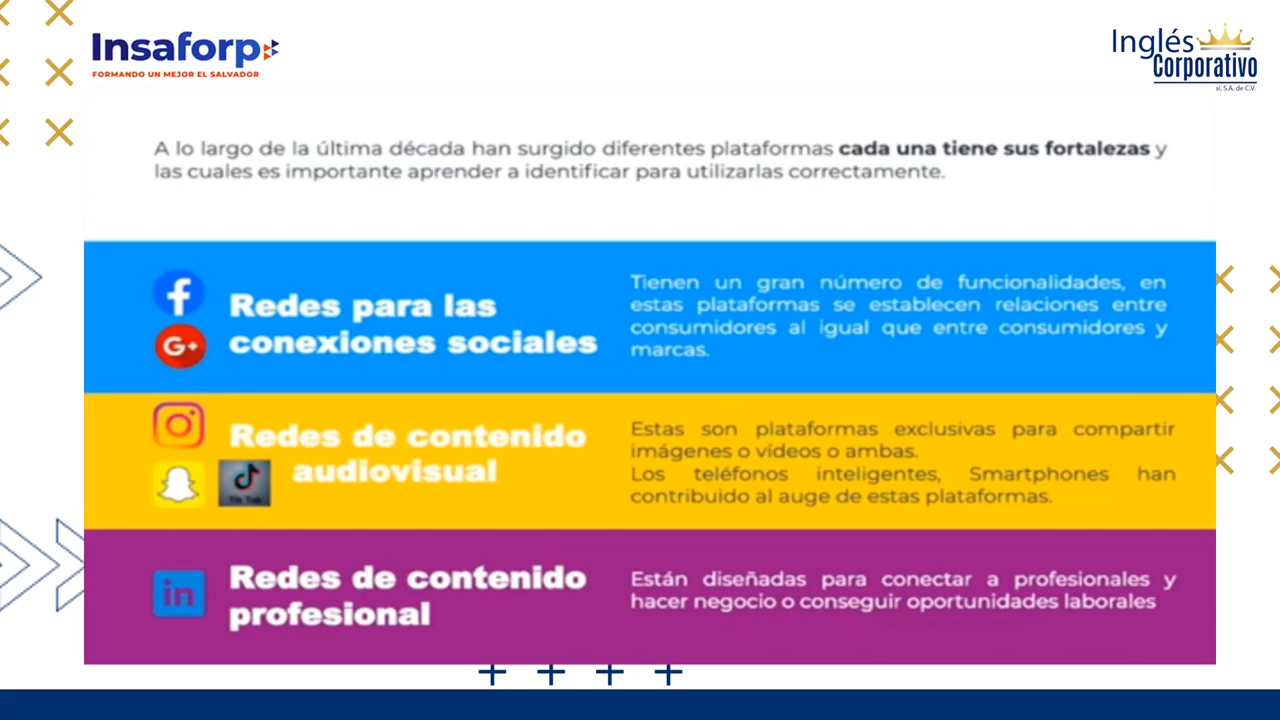 Insaforp
FORMANDO UN MEJOR EL SALVADOR
Inglés
Corporativo
al, S.A. de C.V.
A lo largo de la última década han surgido diferentes plataformas cada una tiene sus fortalezas y
las cuales es importante aprender a identificar para utilizarlas correctamente.
Redes para las
conexiones sociales
Tienen un gran número de funcionalidades, en
estas plataformas se establecen relaciones entre
consumidores al igual que entre consumidores y
marcas.
G+
Redes de contenido
audiovisual
Tik Tok
Estas son plataformas exclusivas para compartir
imágenes o vídeos o ambas.
Los teléfonos inteligentes, Smartphones han
contribuido al auge de estas plataformas.
in
Redes de contenido
profesional
Están diseñadas para conectar a profesionales y
hacer negocio o conseguir oportunidades laborales